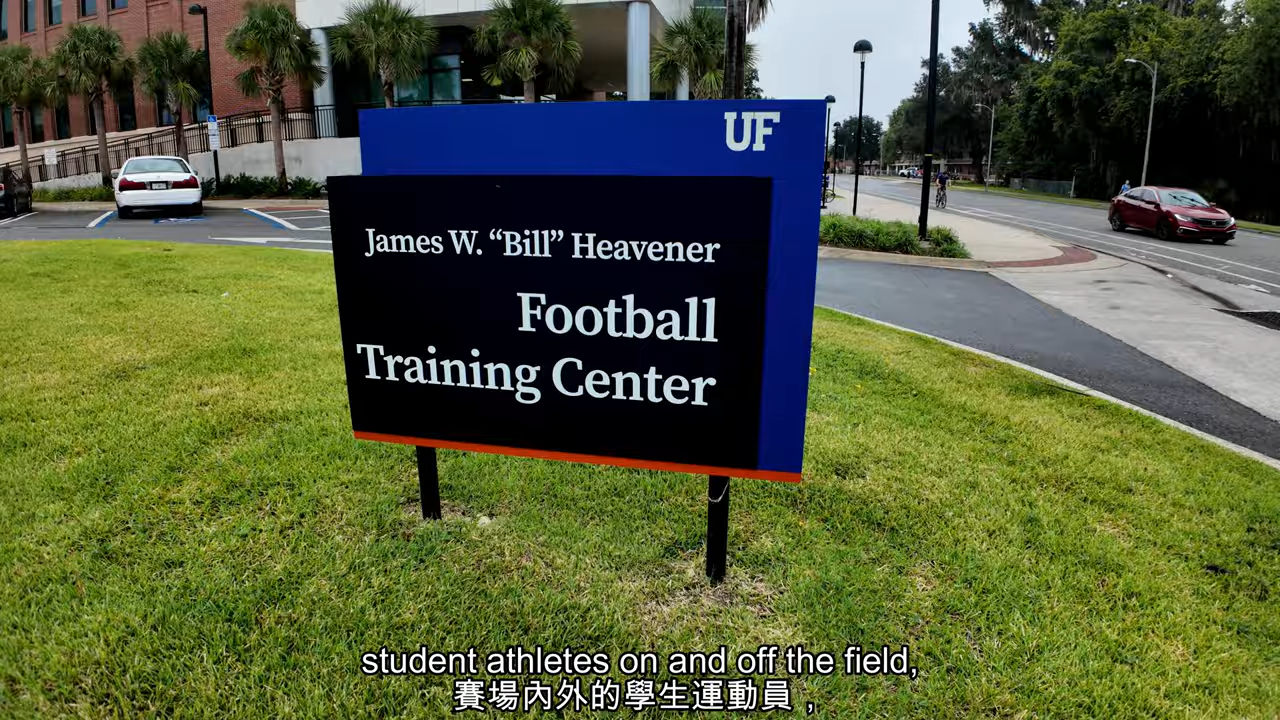 UF
James W. “Bill” Heavener
Football
Training Center
student athletes on and off the field,
賽場內外的學生運動員，